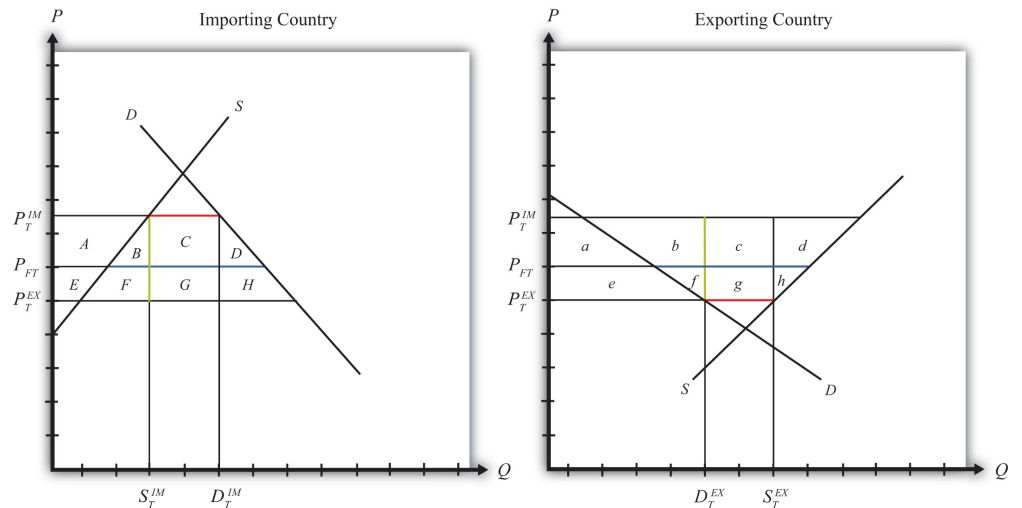 P Importing Country
D S
P_T^IM
A B C D
P_FT
E F G H
P_T^EX
S_T^IM D_T^IM Q
P Exporting Country
P_T^IM
a b c d
P_FT
e f g h
P_T^EX
S D
D_T^EX S_T^EX Q